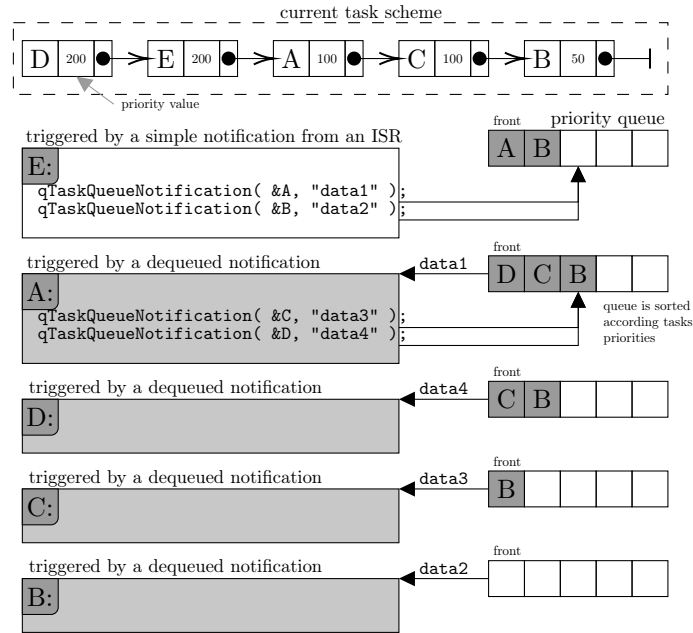 current task scheme
D 200 E 200 A 100 C 100 B 50
priority value
triggered by a simple notification from an ISR
front priority queue
E:
A B
qTaskQueueNotification( &A, "data1" );
qTaskQueueNotification( &B, "data2" );
triggered by a dequeued notification
data1
front
A:
D C B
qTaskQueueNotification( &C, "data3" );
qTaskQueueNotification( &D, "data4" );
queue is sorted
according tasks
priorities
triggered by a dequeued notification
data4
front
D:
C B
triggered by a dequeued notification
data3
front
C:
B
triggered by a dequeued notification
data2
front
B: